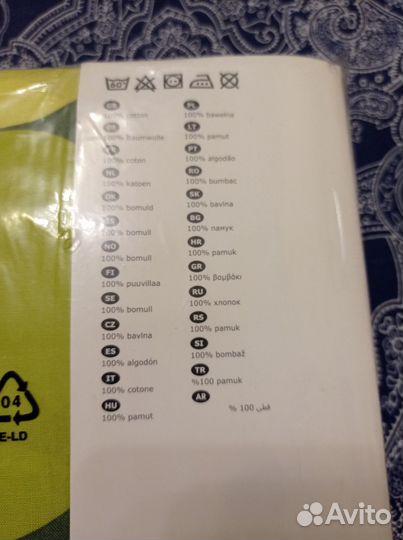 60°
GB
100% cotton
DE
100% Baumwolle
100% coton
NL
100% katoen
DK
100% bomuld
IS
100% bomull
NO
100% bomull
FI
100% puuvillaa
SE
100% bomull
CZ
100% bavlna
ES
100% algodón
IT
100% cotone
HU
100% pamut
PL
100% bawełna
LT
100% pamut
PT
100% algodão
RO
100% bumbac
SK
100% bavlna
BG
100% памук
HR
100% pamuk
GR
100% βαμβάκι
RU
100% хлопок
RS
100% pamuk
SI
100% bombaž
TR
%100 pamuk
AR
قطن 100 %
04
E-LD
Avito